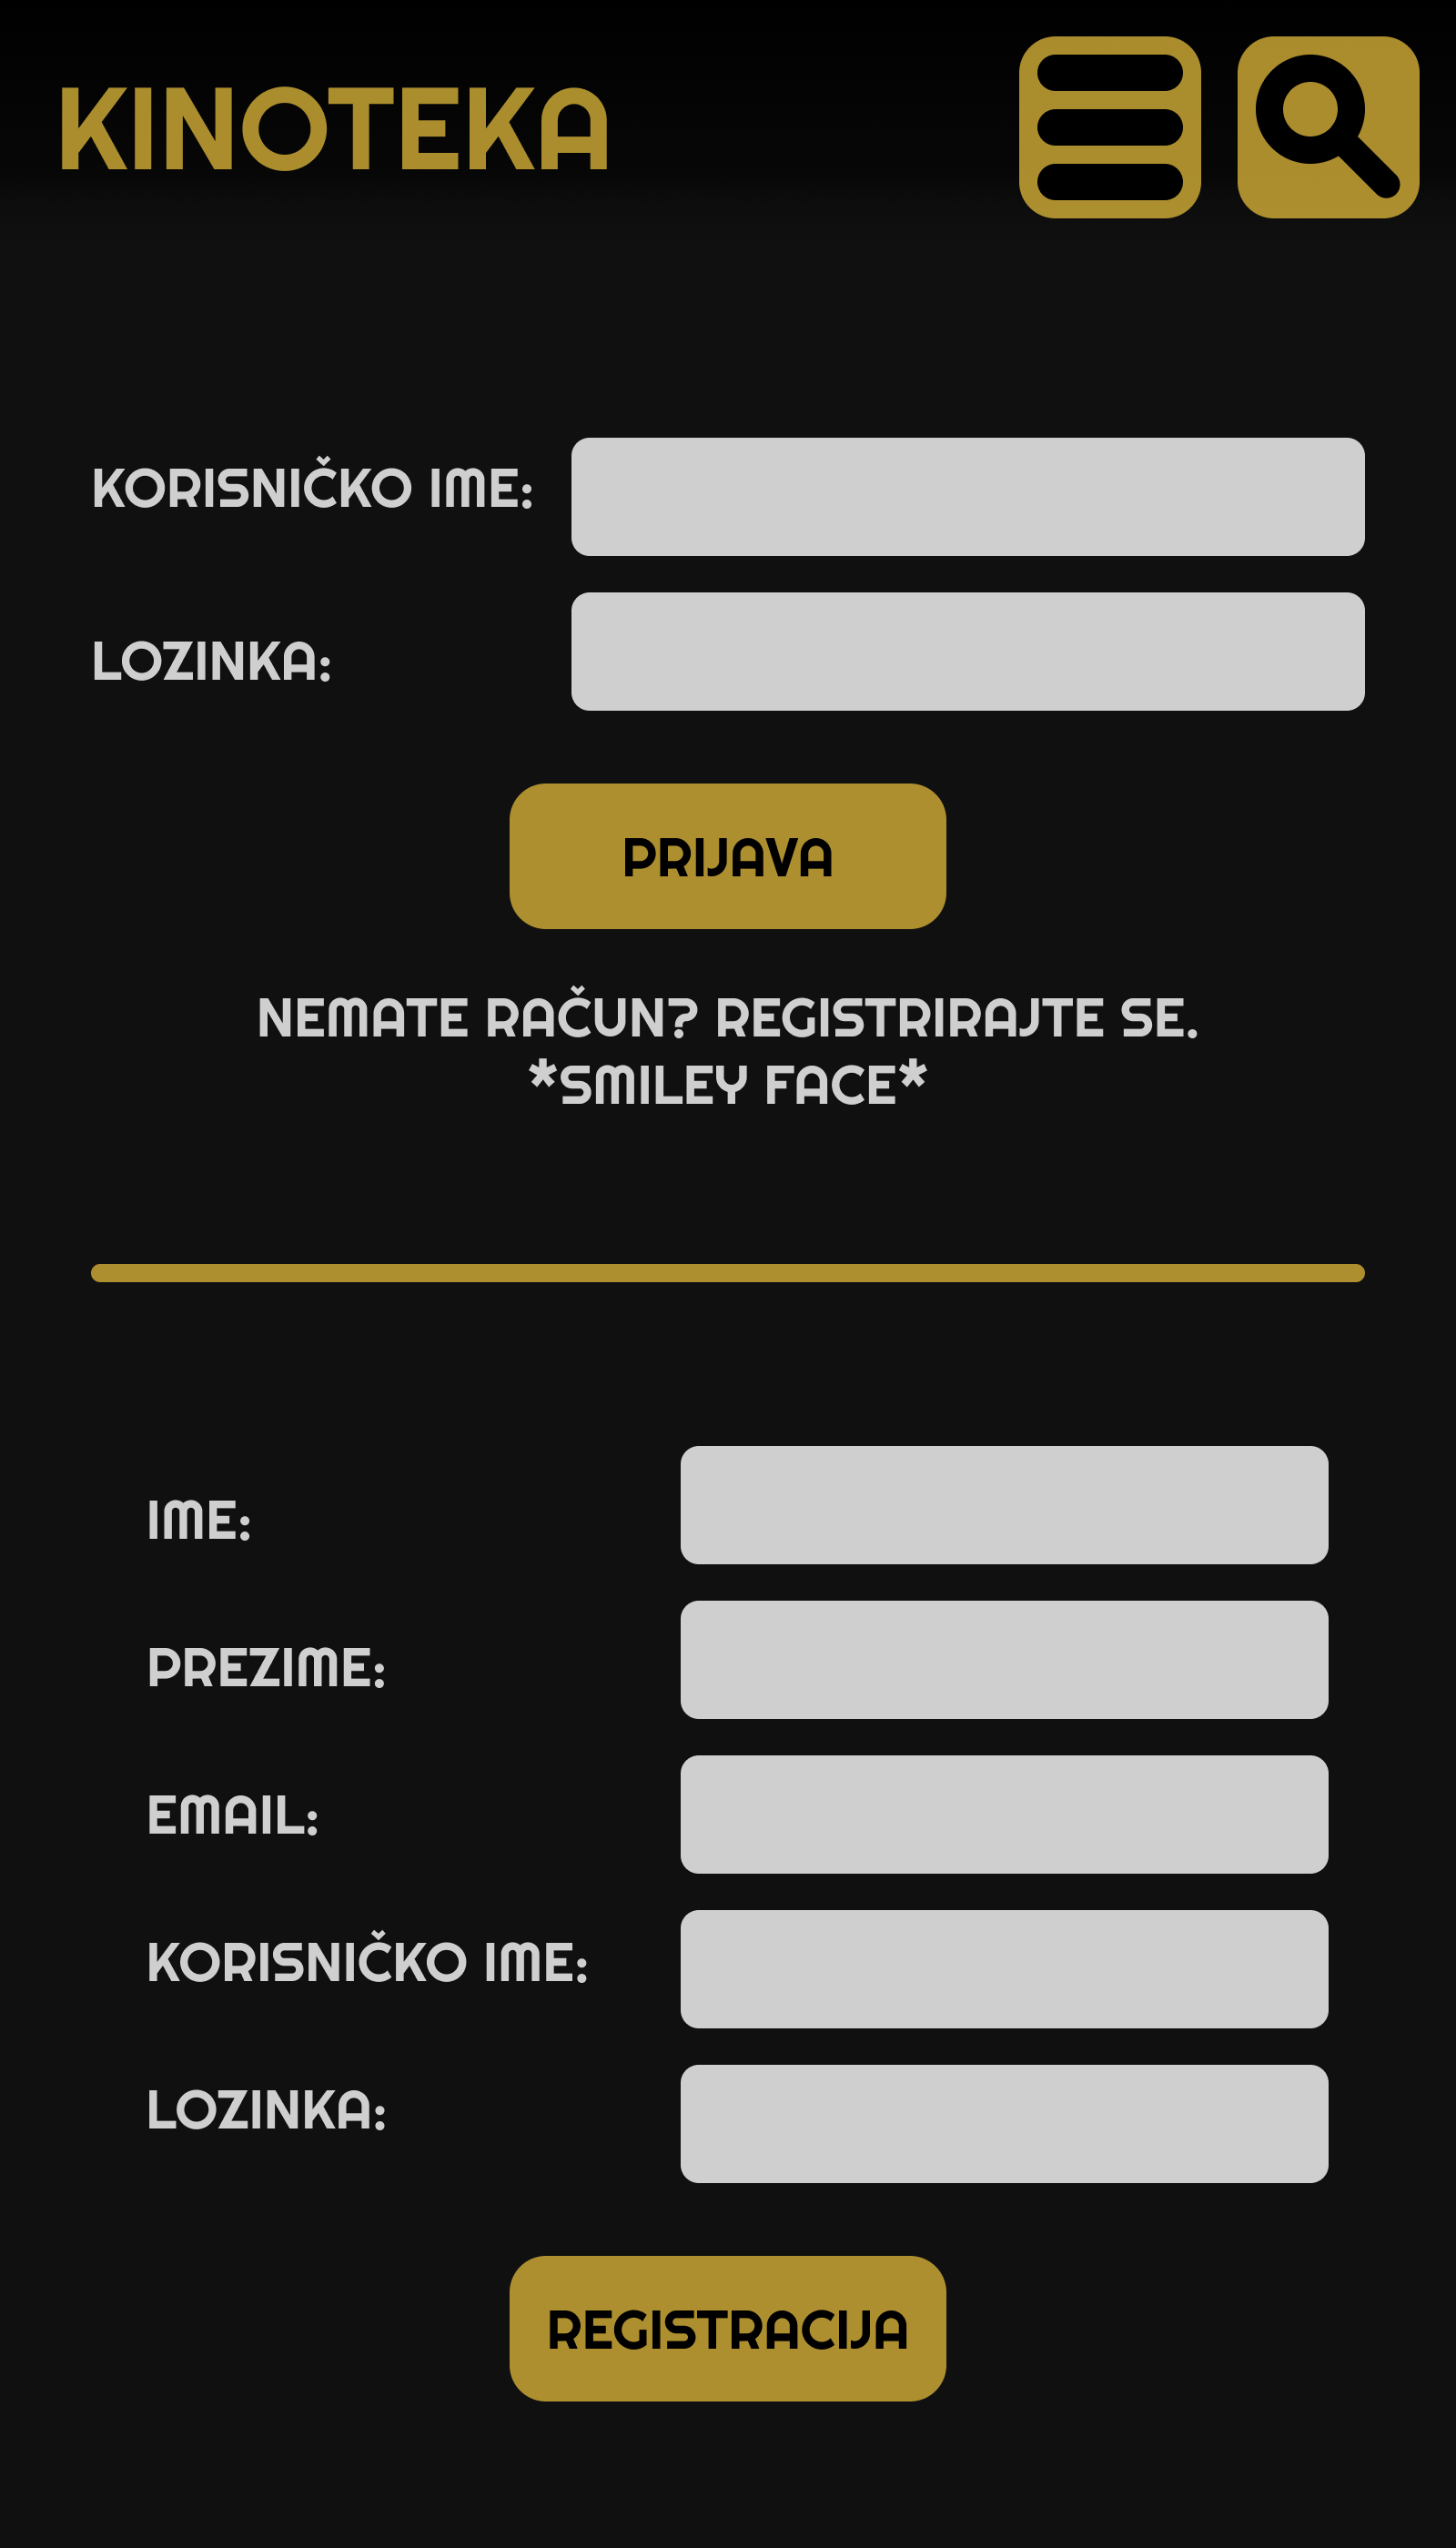 KINOTEKA
KORISNIČKO IME:
LOZINKA:
PRIJAVA
NEMATE RAČUN? REGISTRIRAJTE SE.
*SMILEY FACE*
IME:
PREZIME:
EMAIL:
KORISNIČKO IME:
LOZINKA:
REGISTRACIJA